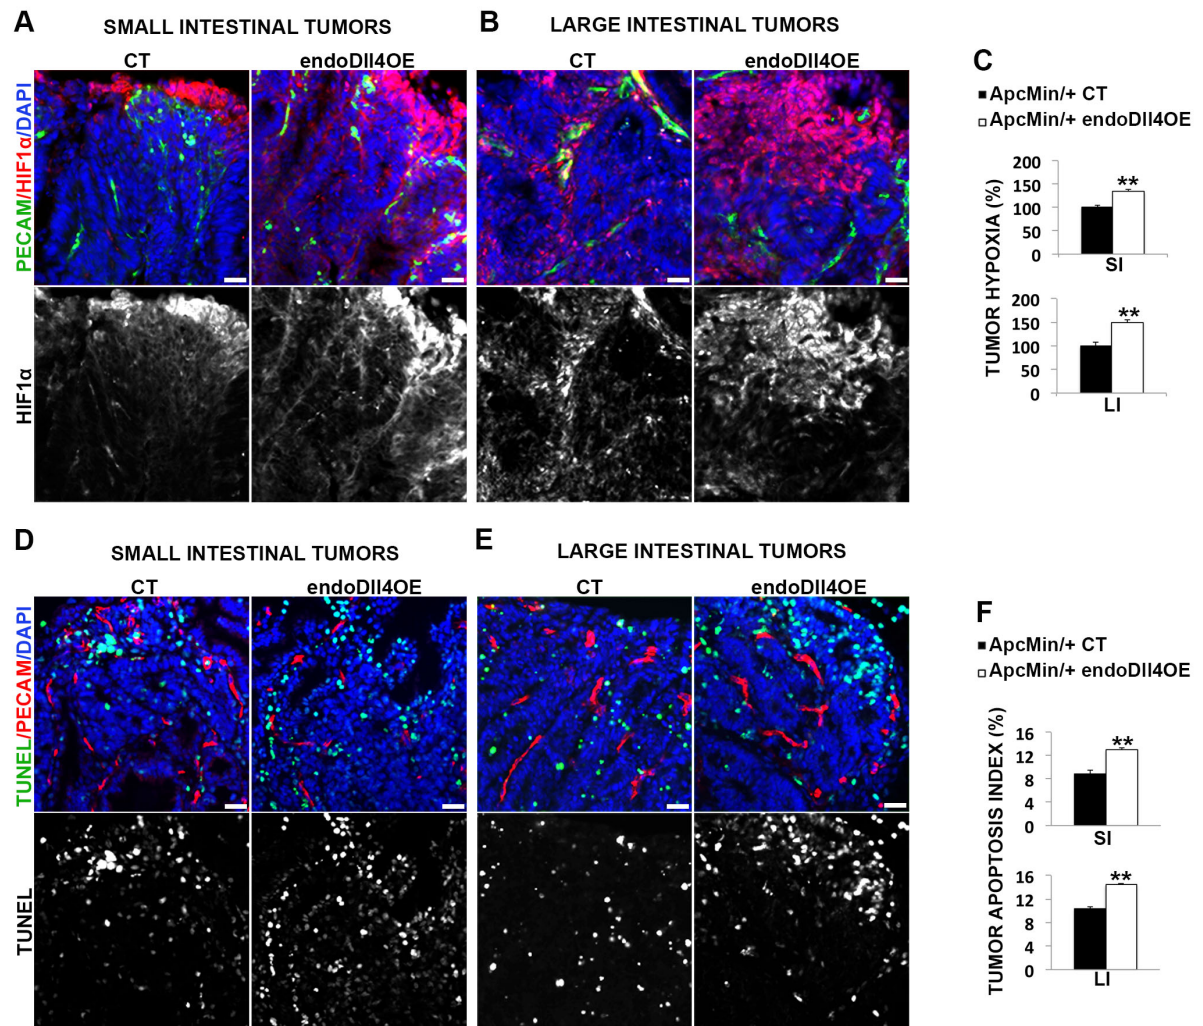 A
SMALL INTESTINAL TUMORS
CT
endoDll4OE
PECAM/HIF1α/DAPI
HIF1α
B
LARGE INTESTINAL TUMORS
CT
endoDll4OE
C
ApcMin/+ CT
ApcMin/+ endoDll4OE
TUMOR HYPOXIA (%)
200
150
100
50
0
**
SI
200
150
100
50
0
**
LI
D
SMALL INTESTINAL TUMORS
CT
endoDll4OE
TUNEL/PECAM/DAPI
TUNEL
E
LARGE INTESTINAL TUMORS
CT
endoDll4OE
F
ApcMin/+ CT
ApcMin/+ endoDll4OE
TUMOR APOPTOSIS INDEX (%)
16
12
8
4
0
**
SI
16
12
8
4
0
**
LI